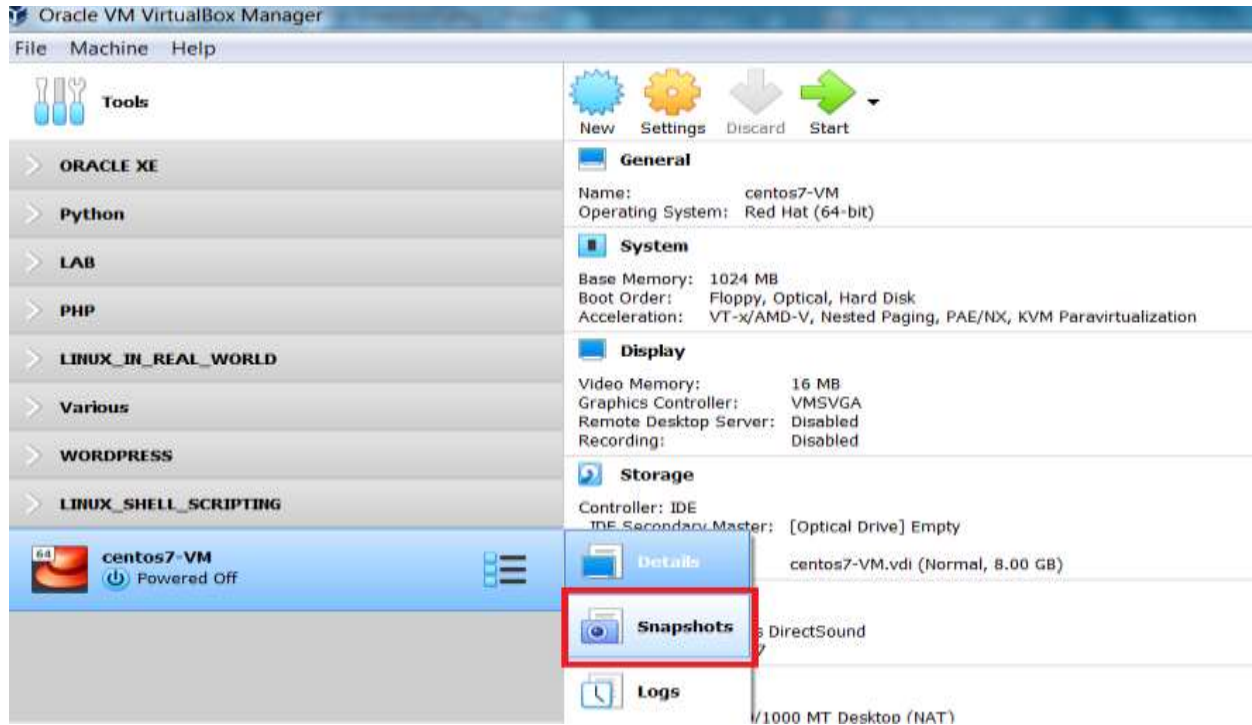 Oracle VM VirtualBox Manager
File Machine Help
Tools
ORACLE XE
Python
LAB
PHP
LINUX_IN_REAL_WORLD
Various
WORDPRESS
LINUX_SHELL_SCRIPTING
64
centos7-VM
Powered Off
New Settings Discard Start
General
Name: centos7-VM
Operating System: Red Hat (64-bit)
System
Base Memory: 1024 MB
Boot Order: Floppy, Optical, Hard Disk
Acceleration: VT-x/AMD-V, Nested Paging, PAE/NX, KVM Paravirtualization
Display
Video Memory: 16 MB
Graphics Controller: VMSVGA
Remote Desktop Server: Disabled
Recording: Disabled
Storage
Controller: IDE
IDE Secondary Master: [Optical Drive] Empty
Details
centos7-VM.vdi (Normal, 8.00 GB)
Snapshots
DirectSound
Logs
/1000 MT Desktop (NAT)